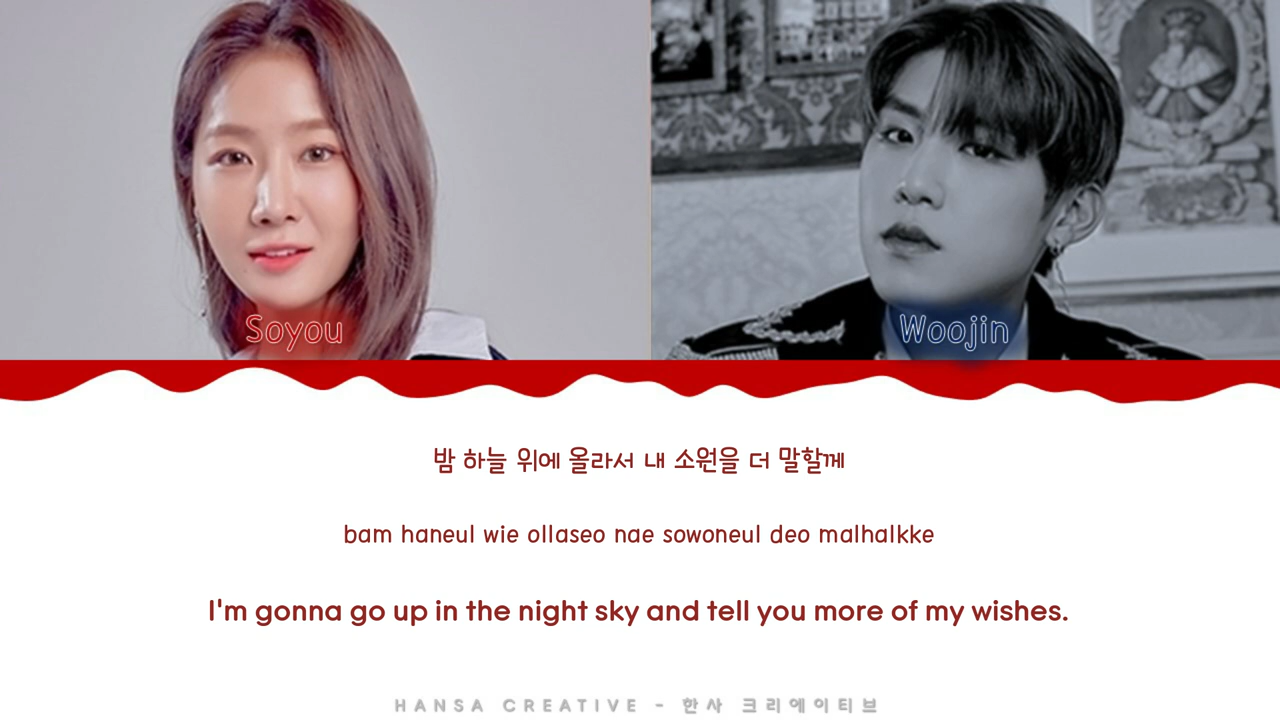 Soyou
Woojin
밤 하늘 위에 올라서 내 소원을 더 말할께
bam haneul wie ollaseo nae sowoneul deo malhalkke
I'm gonna go up in the night sky and tell you more of my wishes.
HANSA CREATIVE - 한사 크리에이티브